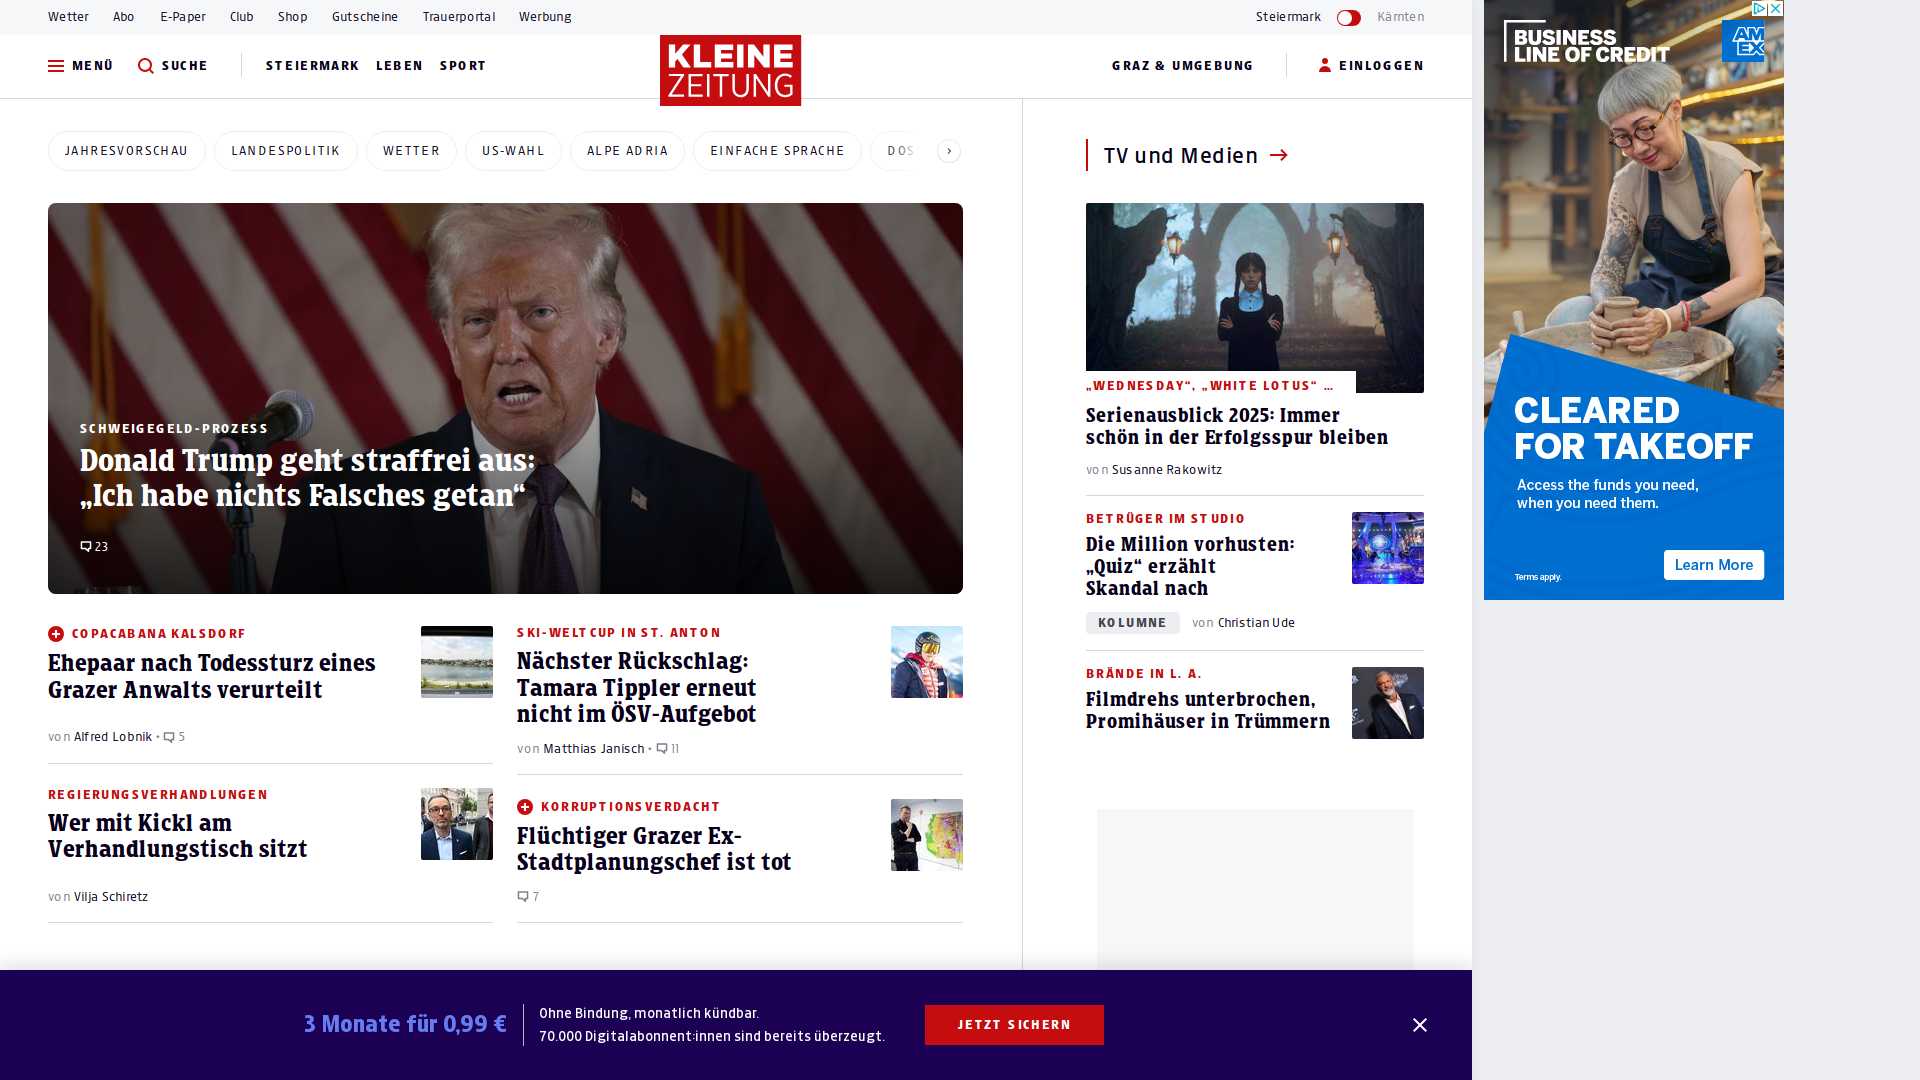 Wetter
Abo
E-Paper
Club
Shop
Gutscheine
Trauerportal
Werbung
Steiermark
Kärnten
MENÜ
SUCHE
STEIERMARK
LEBEN
SPORT
KLEINE
ZEITUNG
GRAZ & UMGEBUNG
EINLOGGEN
JAHRESVORSCHAU
LANDESPOLITIK
WETTER
US-WAHL
ALPE ADRIA
EINFACHE SPRACHE
DOS
SCHWEIGEGELD-PROZESS
Donald Trump geht straffrei aus:
„Ich habe nichts Falsches getan“
23
COPACABANA KALSDORF
Ehepaar nach Todessturz eines
Grazer Anwalts verurteilt
von Alfred Lobnik • 5
SKI-WELTCUP IN ST. ANTON
Nächster Rückschlag:
Tamara Tippler erneut
nicht im ÖSV-Aufgebot
von Matthias Janisch • 11
REGIERUNGSVERHANDLUNGEN
Wer mit Kickl am
Verhandlungstisch sitzt
von Vilja Schiretz
KORRUPTIONSVERDACHT
Flüchtiger Grazer Ex-
Stadtplanungschef ist tot
7
TV und Medien
„WEDNESDAY“, „WHITE LOTUS“ …
Serienausblick 2025: Immer
schön in der Erfolgsspur bleiben
von Susanne Rakowitz
BETRÜGER IM STUDIO
Die Million vorhusten:
„Quiz“ erzählt
Skandal nach
KOLUMNE
von Christian Ude
BRÄNDE IN L. A.
Filmdrehs unterbrochen,
Promihäuser in Trümmern
BUSINESS
LINE OF CREDIT
AM
EX
CLEARED
FOR TAKEOFF
Access the funds you need,
when you need them.
Terms apply.
Learn More
3 Monate für 0,99 €
Ohne Bindung, monatlich kündbar.
70.000 Digitalabonnent:innen sind bereits überzeugt.
JETZT SICHERN